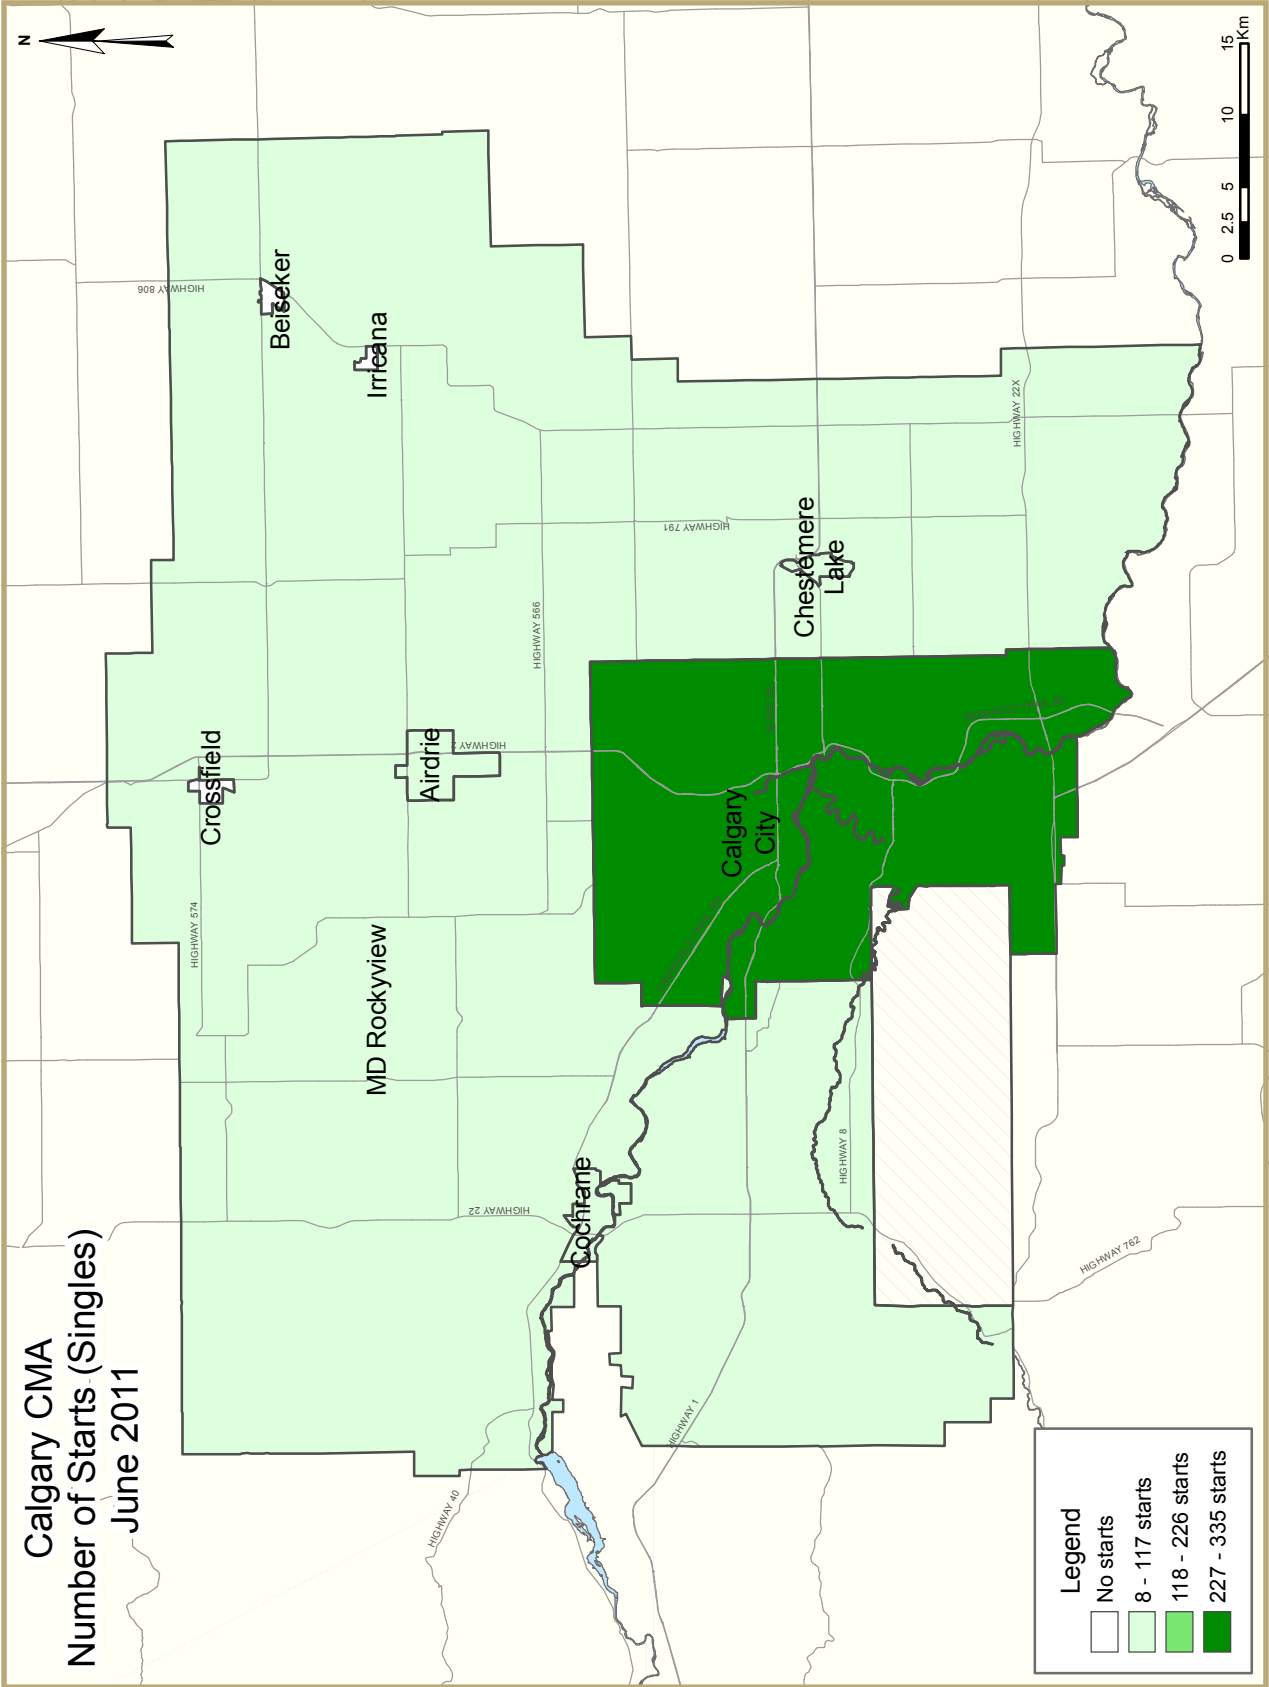 Calgary CMA
Number of Starts (Singles)
June 2011
N
HIGHWAY 574
HIGHWAY 806
Crossfield
Beiseker
Irricana
Airdrie
HIGHWAY 2
MD Rockyview
HIGHWAY 566
HIGHWAY 22
HIGHWAY 40
Cochrane
HIGHWAY 791
Calgary
City
Chestemere
Lake
HIGHWAY 1
HIGHWAY 8
HIGHWAY 22X
HIGHWAY 762
Legend
No starts
8 - 117 starts
118 - 226 starts
227 - 335 starts
0 2.5 5 10 15
Km